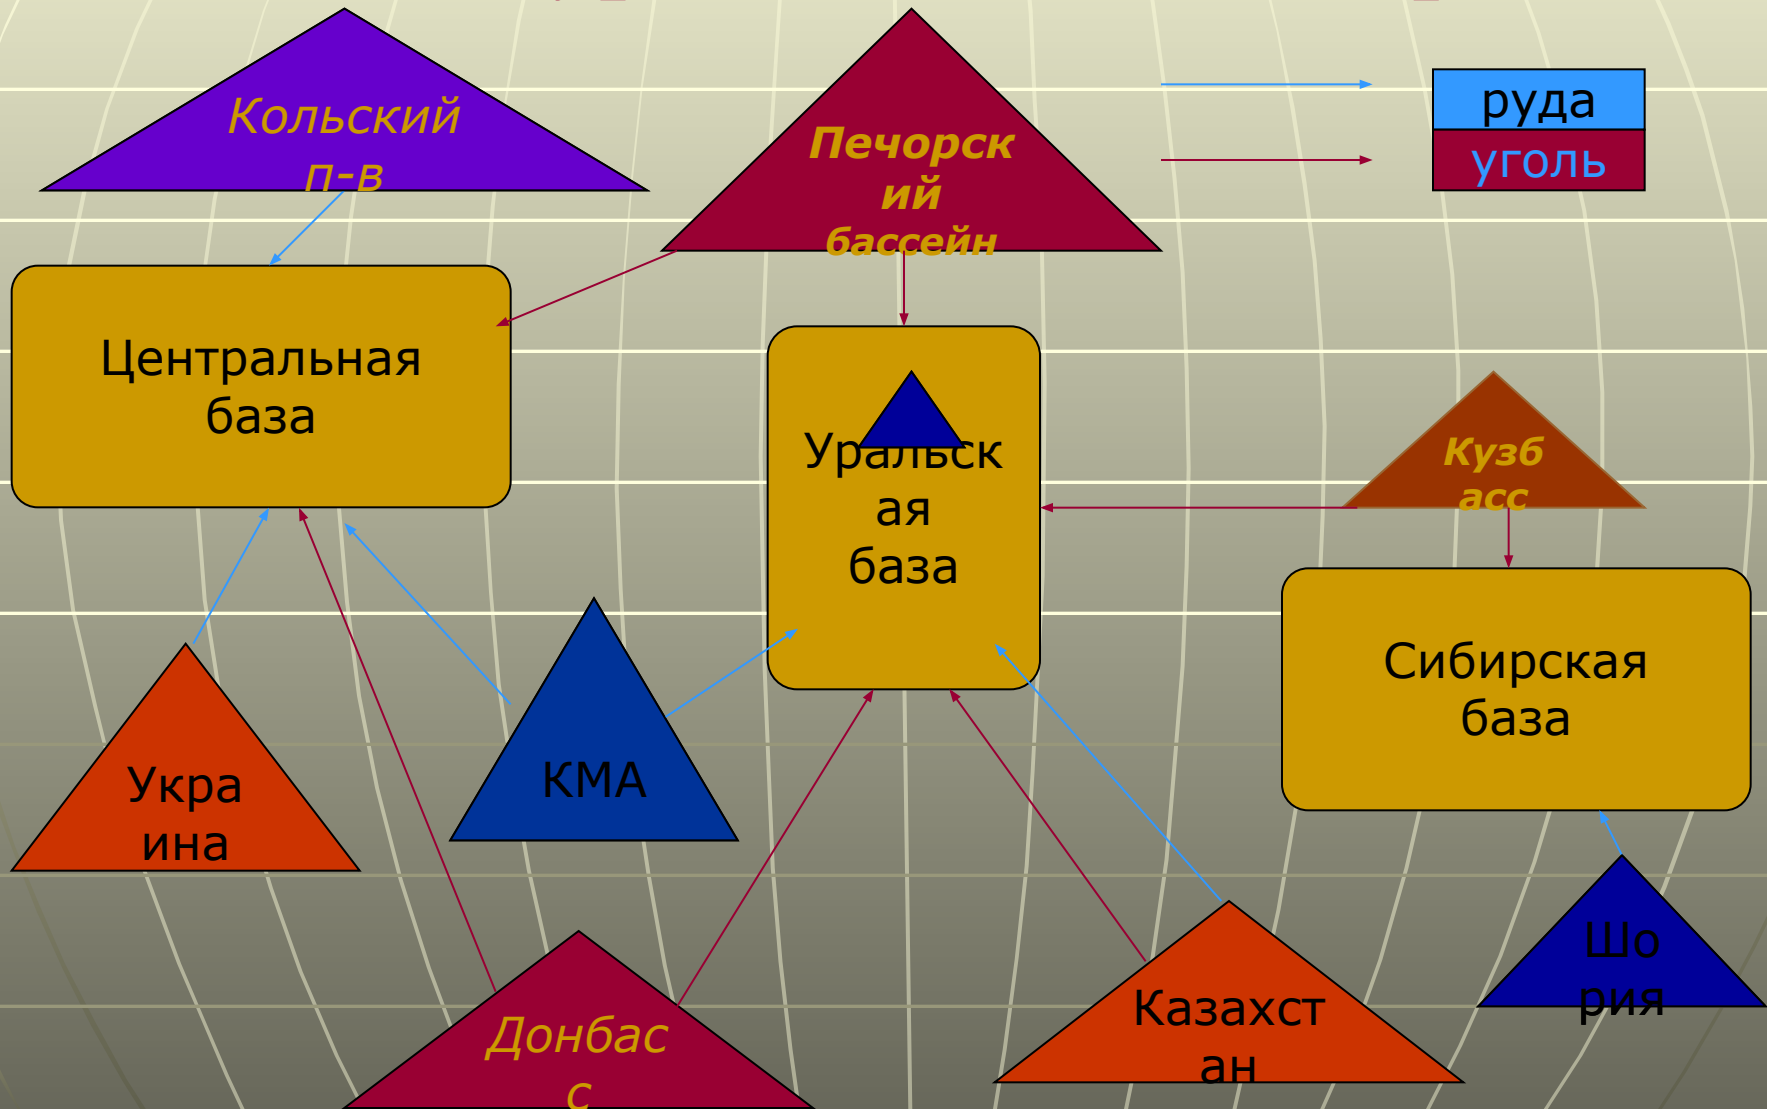 Кольский
п-в
Печорск
ий
бассейн
руда
уголь
Центральная
база
Уральск
ая
база
Кузб
асс
Сибирская
база
Укра
ина
КМА
Шо
рия
Казахст
ан
Донбас
с